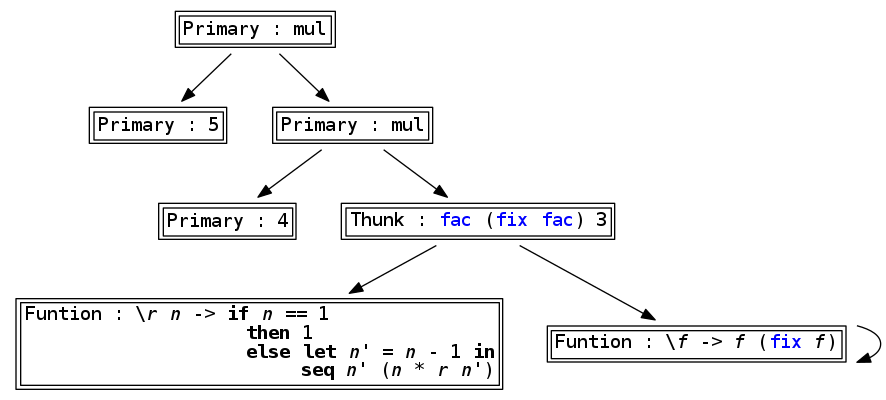 Primary : mul
Primary : 5
Primary : mul
Primary : 4
Thunk : fac (fix fac) 3
Funtion : \r n -> if n == 1
then 1
else let n' = n - 1 in
seq n' (n * r n')
Funtion : \f -> f (fix f)